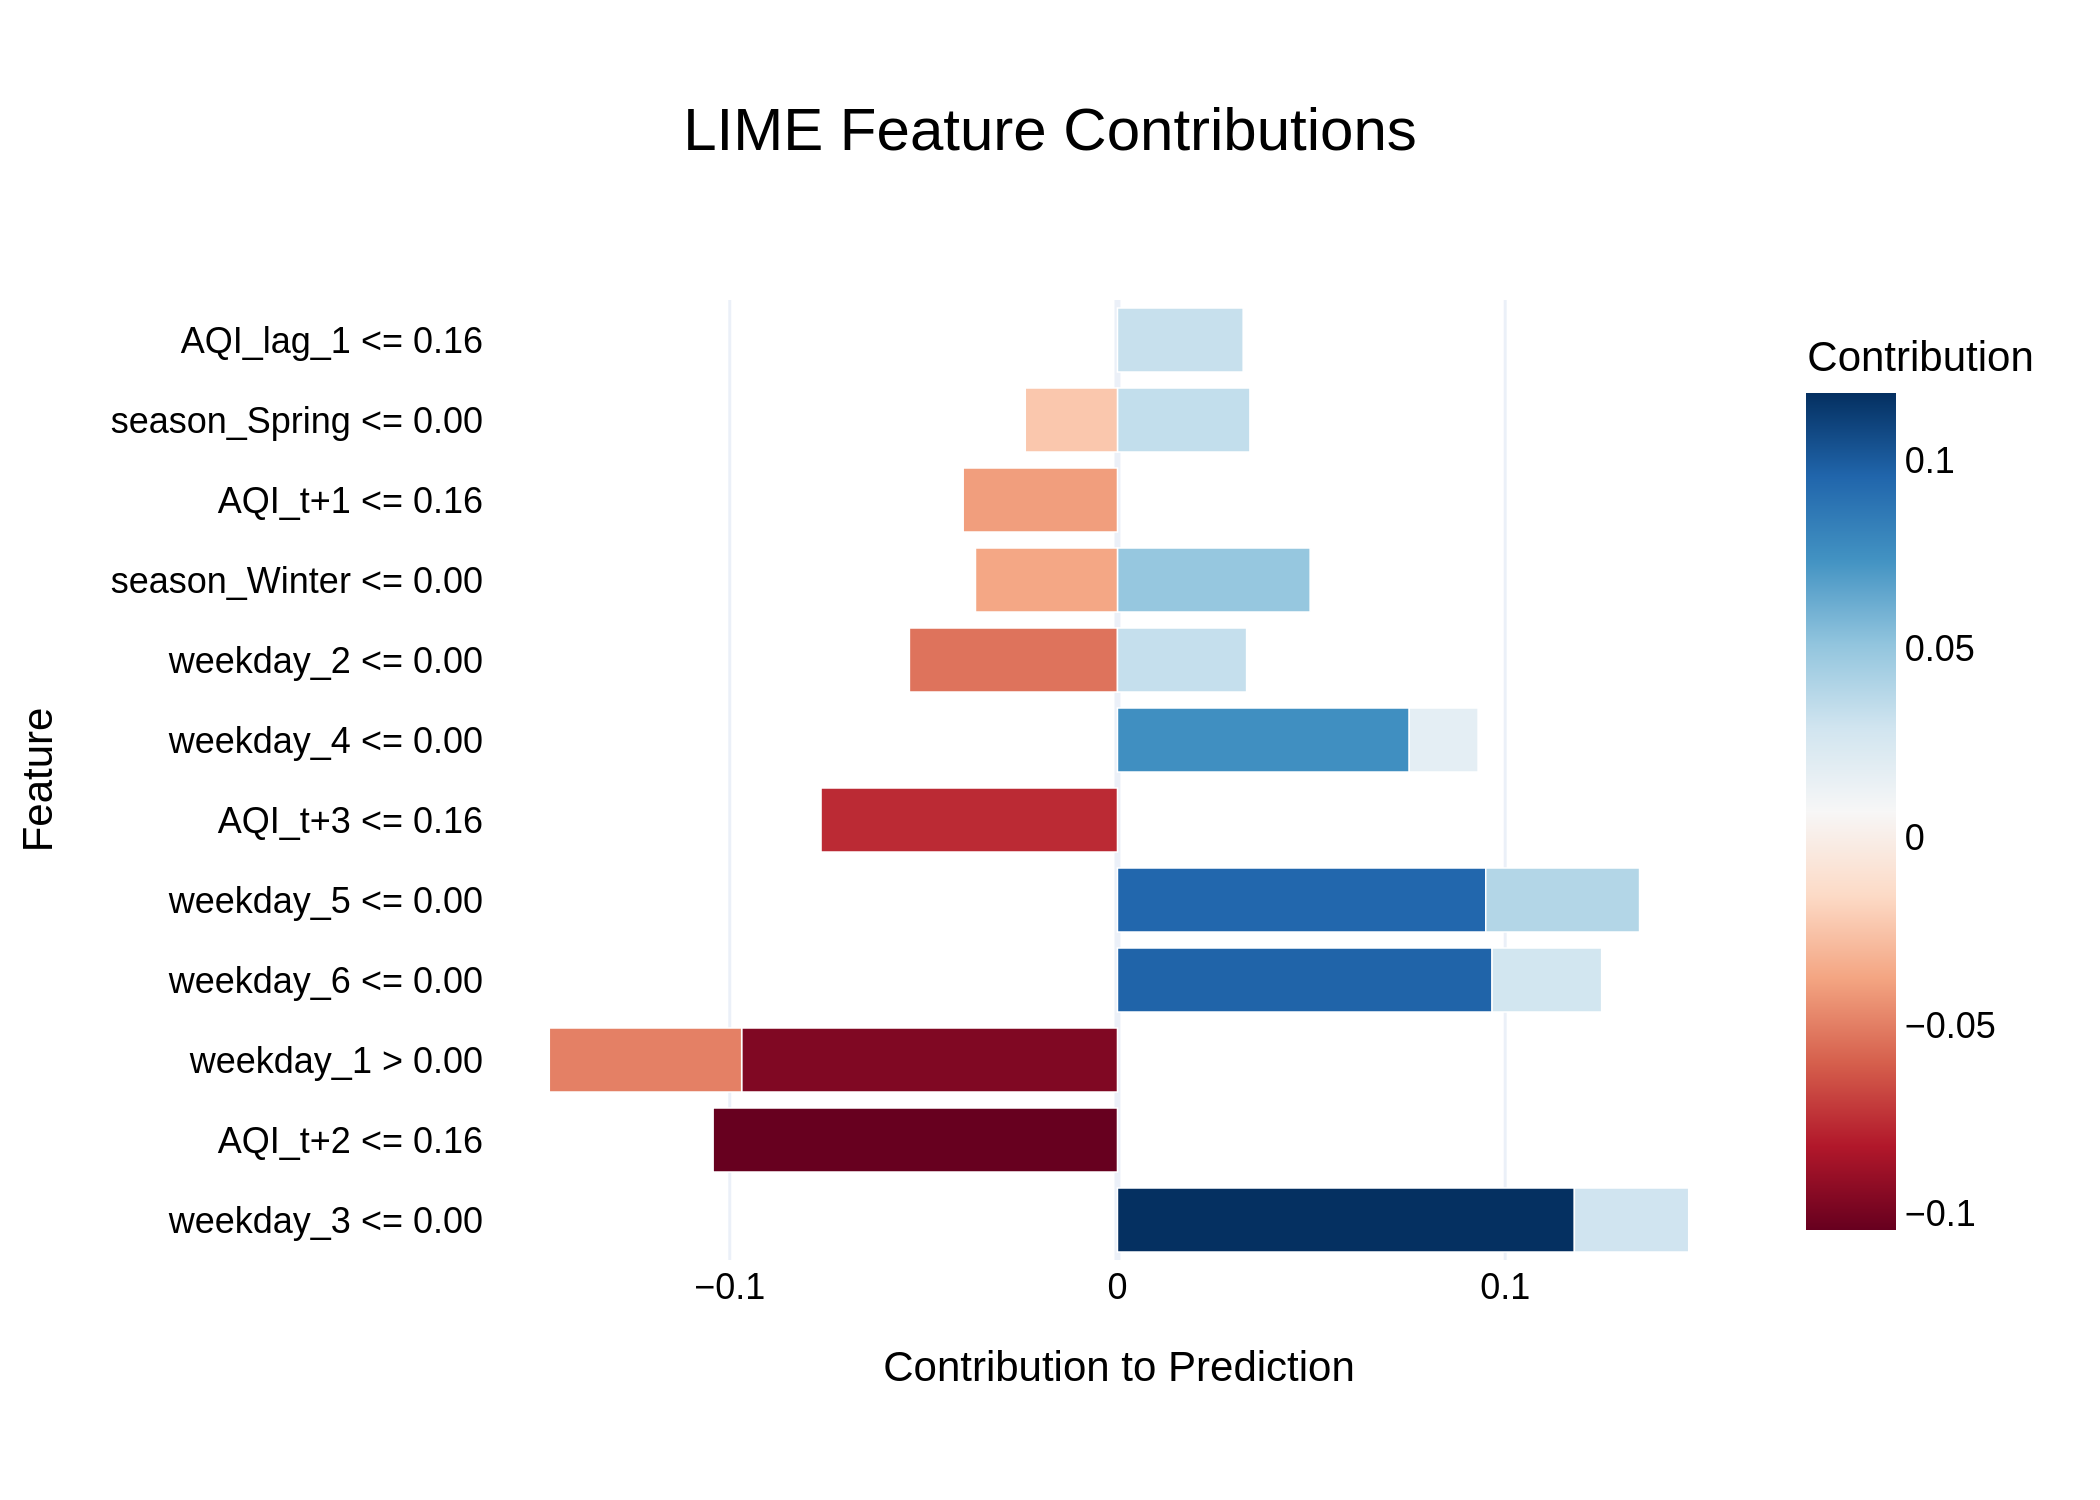 LIME Feature Contributions
AQI_lag_1 <= 0.16
season_Spring <= 0.00
AQI_t+1 <= 0.16
season_Winter <= 0.00
weekday_2 <= 0.00
weekday_4 <= 0.00
AQI_t+3 <= 0.16
weekday_5 <= 0.00
weekday_6 <= 0.00
weekday_1 > 0.00
AQI_t+2 <= 0.16
weekday_3 <= 0.00
Feature
−0.1
0
0.1
Contribution to Prediction
Contribution
0.1
0.05
0
−0.05
−0.1